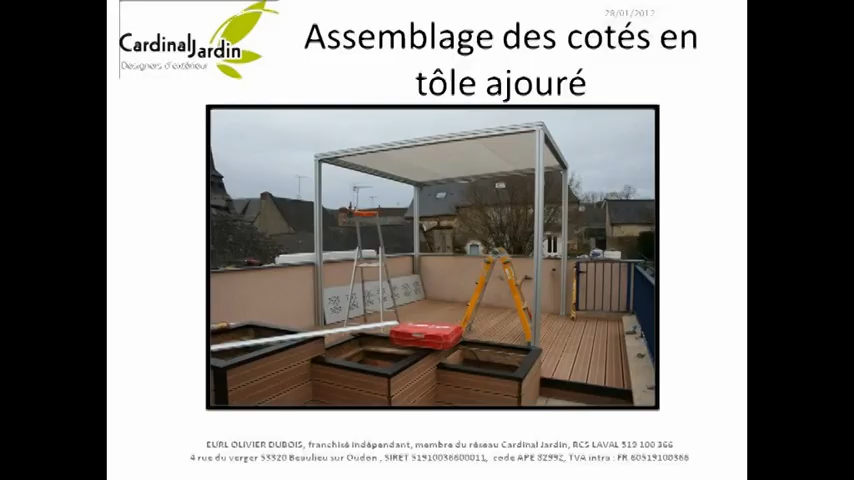 28/01/2012
CardinalJardin
Designers d'extérieur
Assemblage des cotés en
tôle ajouré
EURL OLIVIER DUBOIS, franchisé indépendant, membre du réseau Cardinal Jardin, RCS LAVAL 519 100 366
4 rue du verger 53320 Beaulieu sur Oudon , SIRET 51910036600011, code APE 8299Z, TVA intra : FR 60519100366